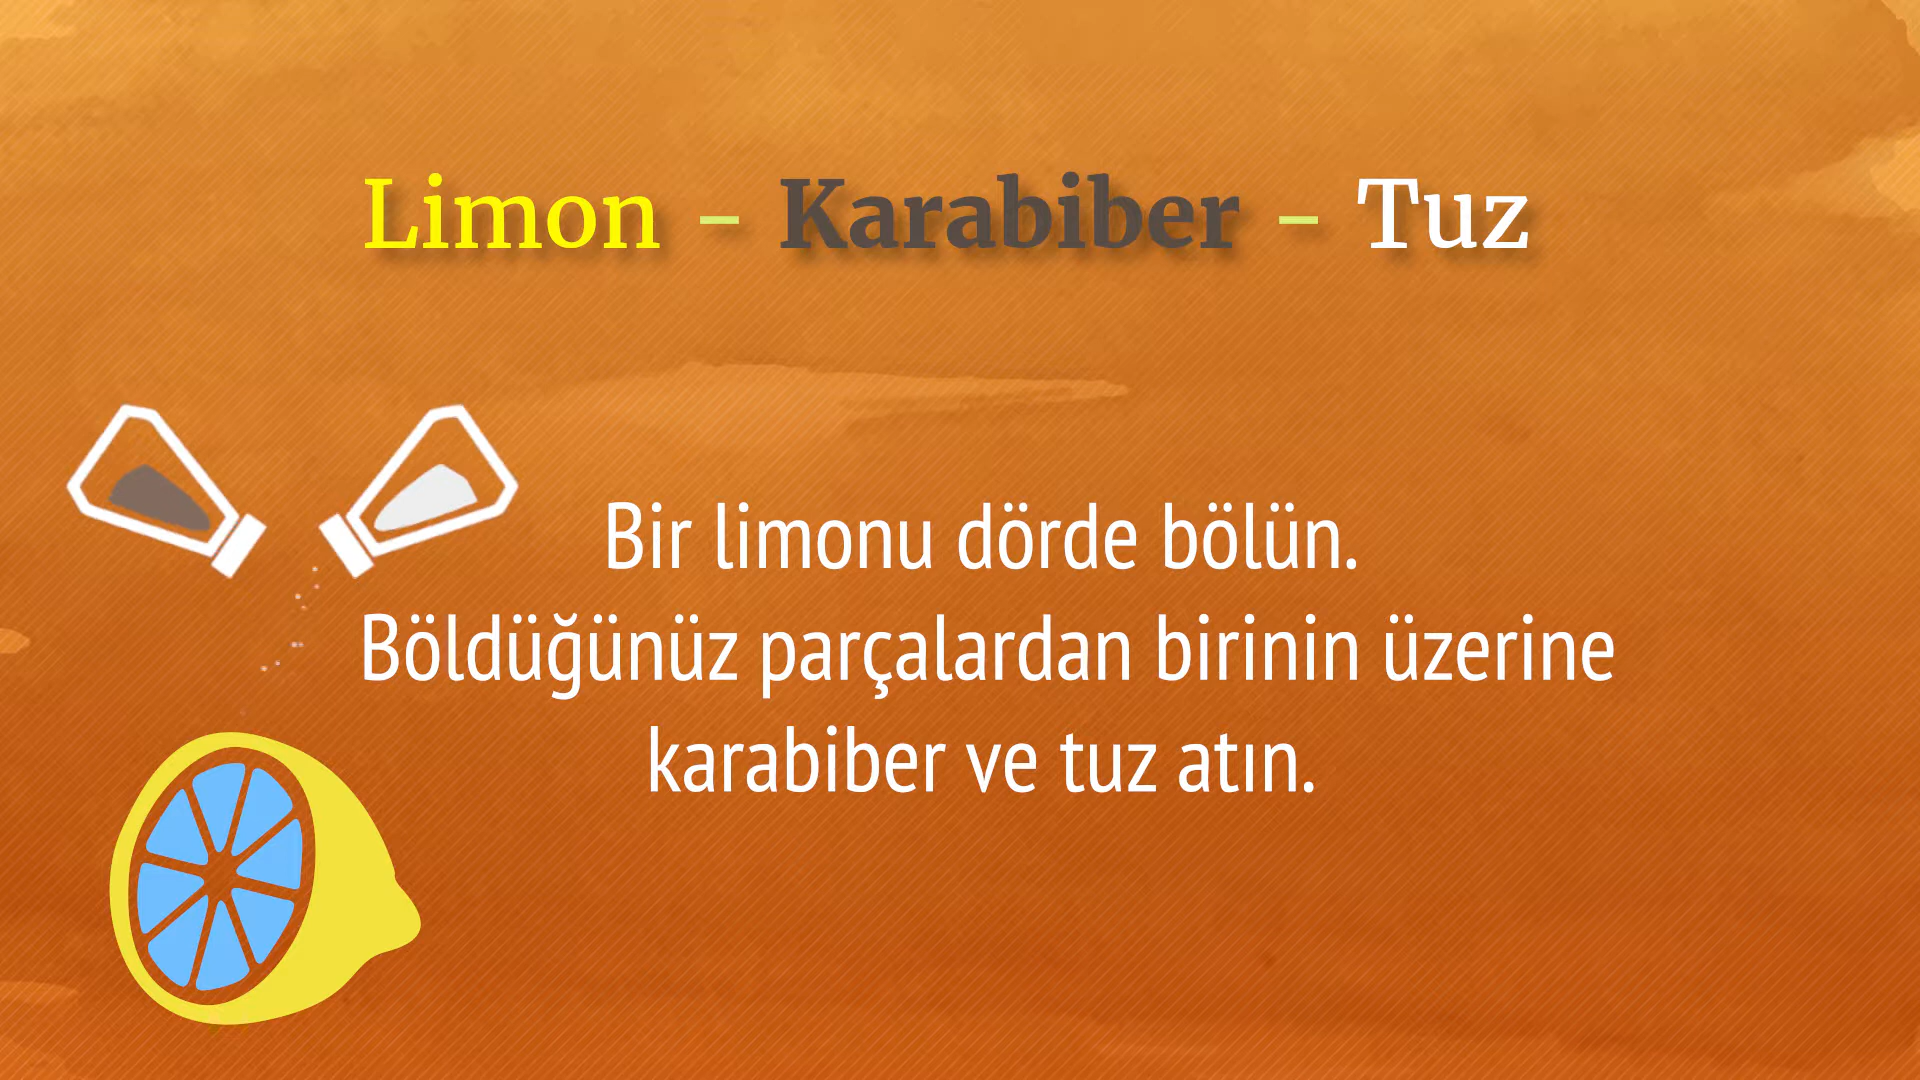 Limon - Karabiber - Tuz
Bir limonu dörde bölün.
Böldüğünüz parçalardan birinin üzerine
karabiber ve tuz atın.